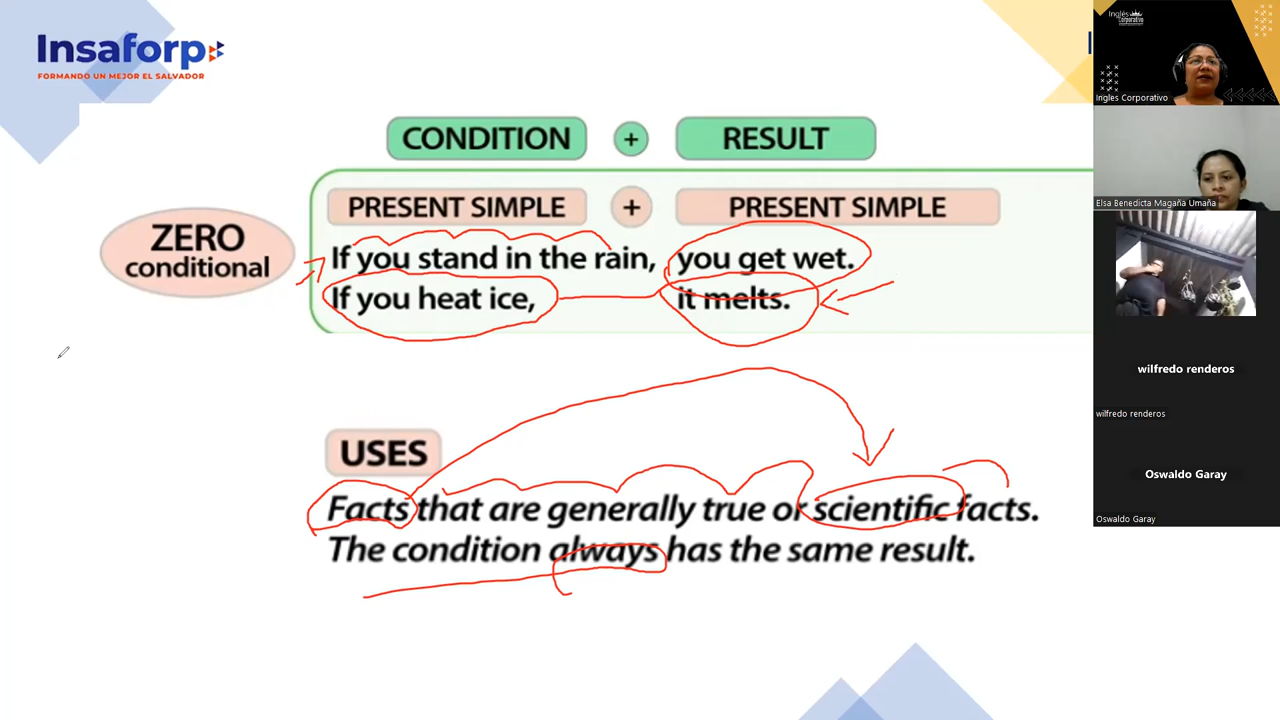 Insaforp
FORMANDO UN MEJOR EL SALVADOR
I
CONDITION + RESULT
PRESENT SIMPLE + PRESENT SIMPLE
ZERO
conditional
If you stand in the rain, you get wet.
If you heat ice, it melts.
USES
Facts that are generally true or scientific facts.
The condition always has the same result.
Inglés
Corporativo
Ingles Corporativo
Elsa Benedicta Magaña Umaña
wilfredo renderos
wilfredo renderos
Oswaldo Garay
Oswaldo Garay